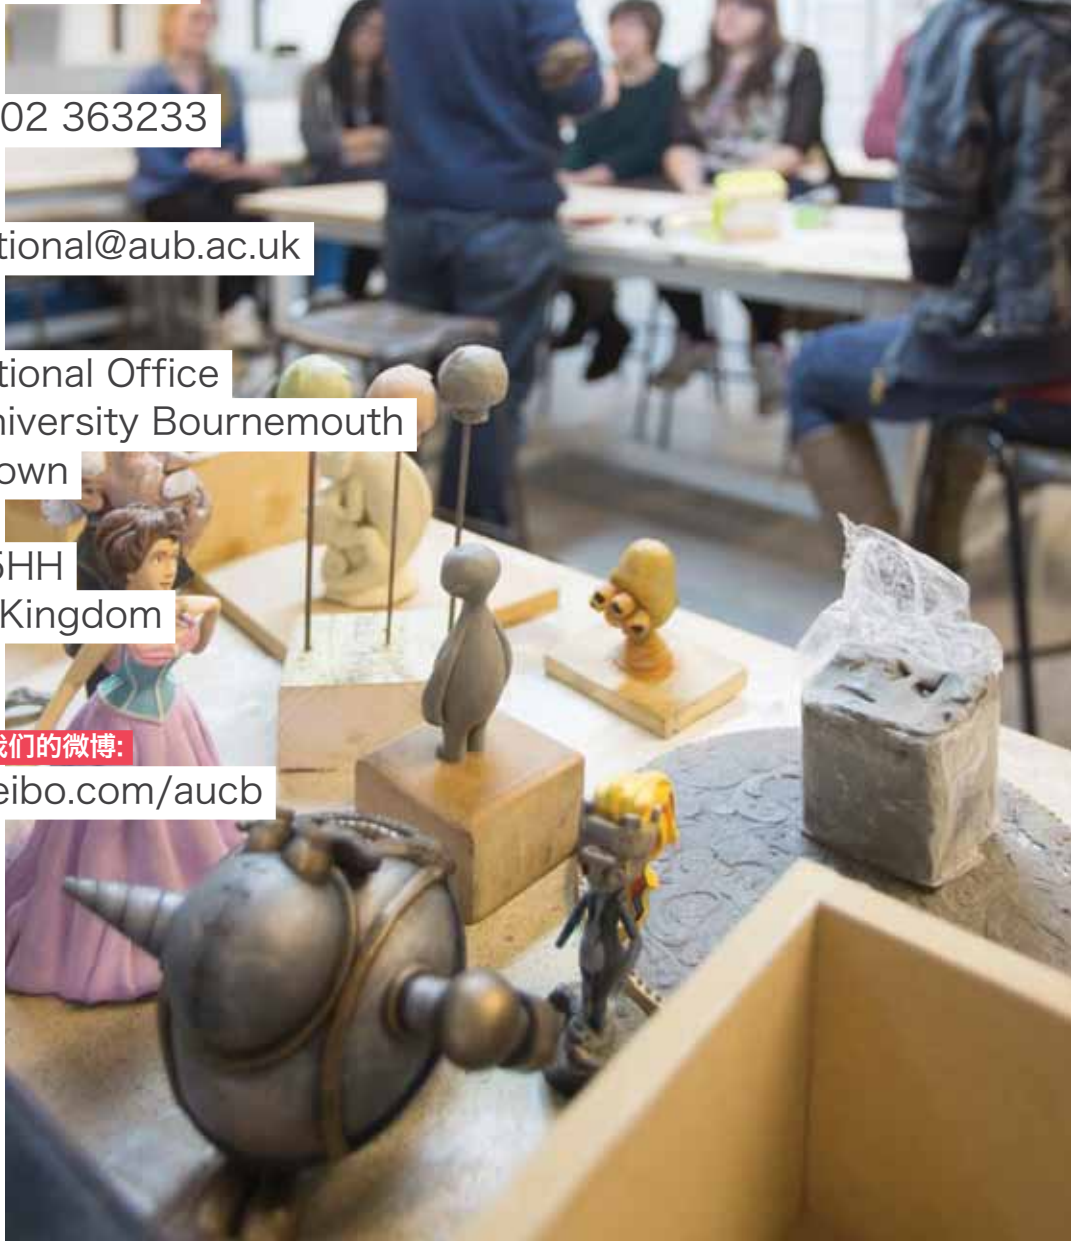 02 363233
tional@aub.ac.uk
tional Office
niversity Bournemouth
own
5HH
Kingdom
我们的微博:
eibo.com/aucb